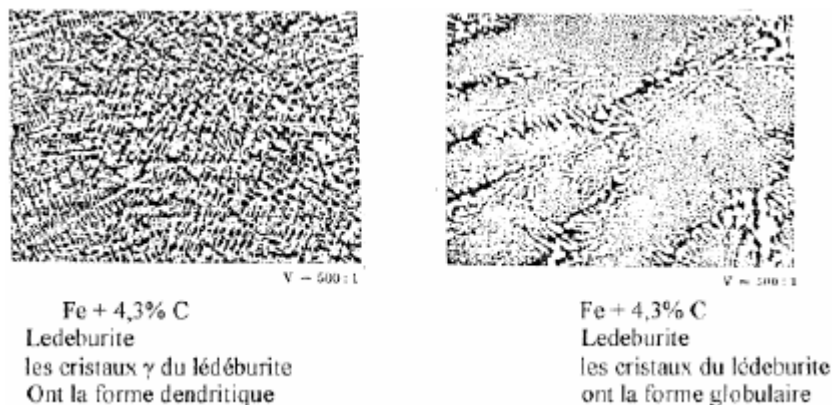 V = 500 : 1
Fe + 4,3% C
Ledeburite
les cristaux γ du lédéburite
Ont la forme dendritique
V = 500 : 1
Fe + 4,3% C
Ledeburite
les cristaux du lédeburite
ont la forme globulaire